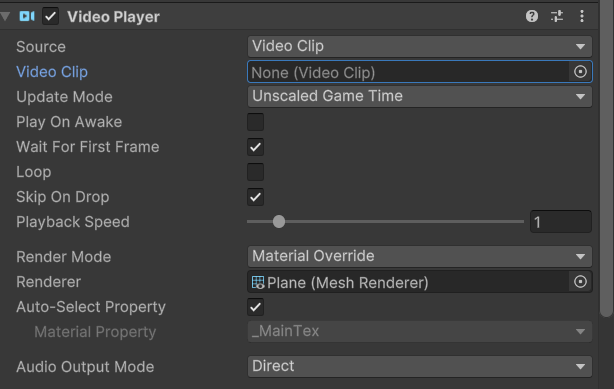 Video Player
Source Video Clip
Video Clip None (Video Clip)
Update Mode Unscaled Game Time
Play On Awake
Wait For First Frame
Loop
Skip On Drop
Playback Speed 1
Render Mode Material Override
Renderer Plane (Mesh Renderer)
Auto-Select Property
Material Property _MainTex
Audio Output Mode Direct